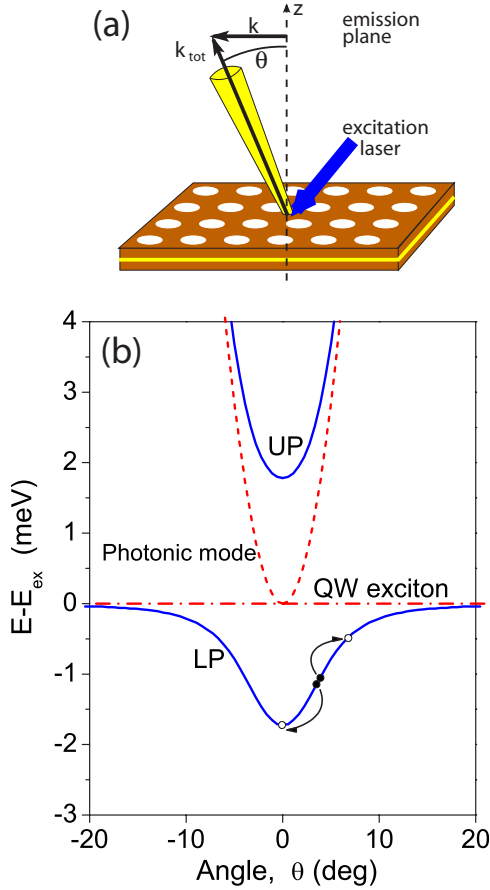 (a)
z
emission
plane
k
k tot
θ
excitation
laser
(b)
4
3
2
1
0
-1
-2
-3
E-Eex (meV)
UP
Photonic mode
QW exciton
LP
-20 -10 0 10 20
Angle, θ (deg)